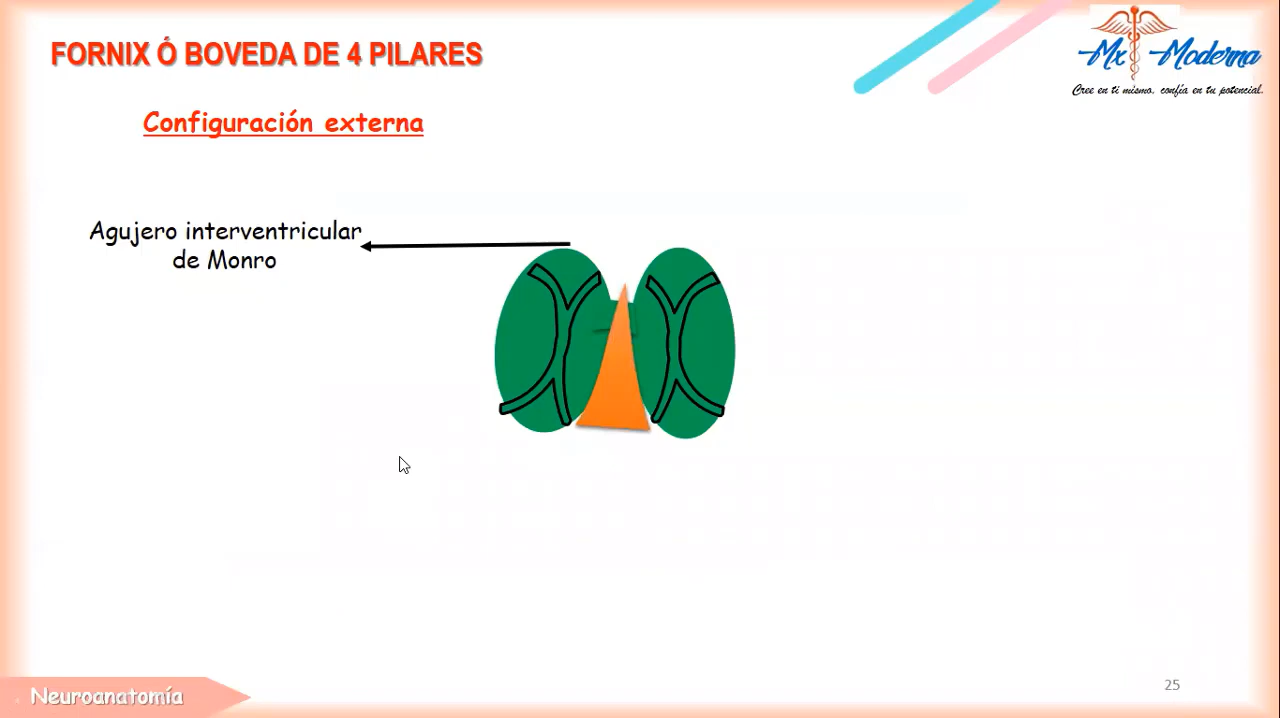 FORNIX Ó BOVEDA DE 4 PILARES
Mx Moderna
Cree en ti mismo, confía en tu potencial.
Configuración externa
Agujero interventricular
de Monro
Neuroanatomía
25